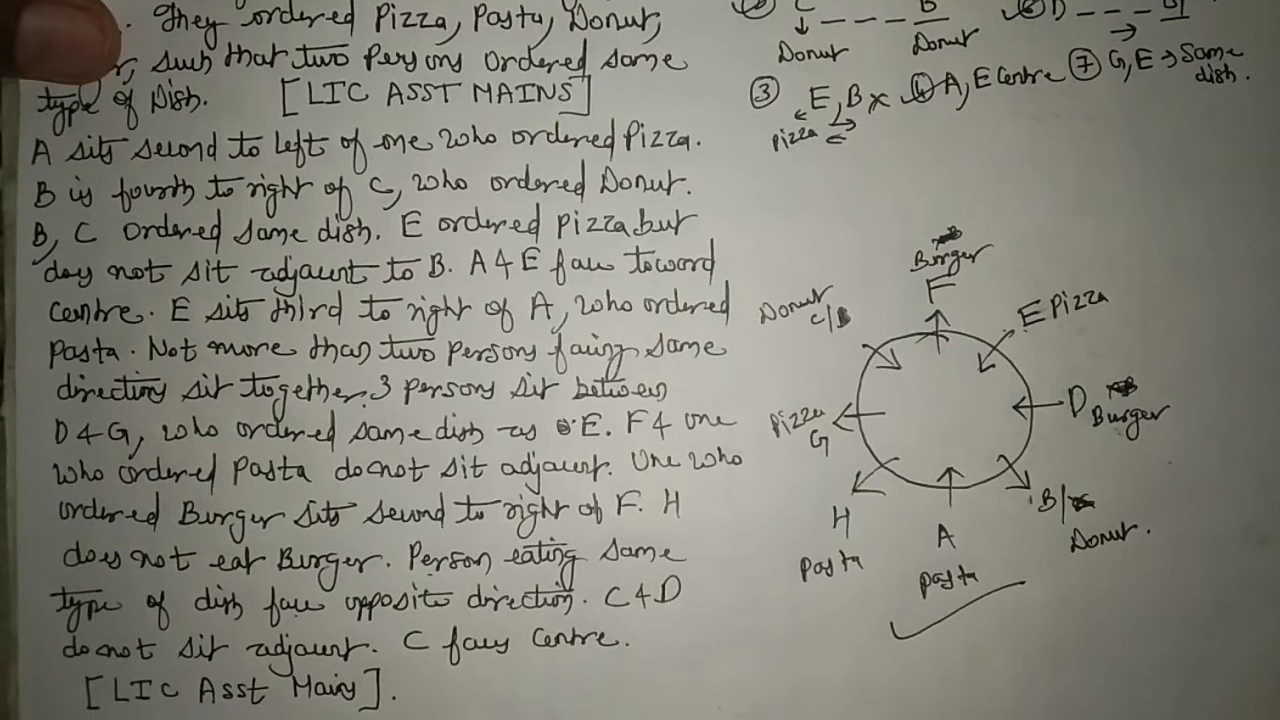 . They ordered Pizza, Pasta, Donut,
r, such that two Persons ordered same
type of Dish. [LIC ASST MAINS]
A sits second to left of one who ordered Pizza.
B is fourth to right of C, who ordered Donut.
B, C ordered same dish. E ordered pizza but
does not sit adjacent to B. A & E face toward
centre. E sits third to right of A, who ordered
Pasta. Not more than two persons facing same
directions sit together. 3 persons sit between
D & G, who ordered same dish as E. F & one
who ordered pasta do not sit adjacent. One who
ordered Burger sits second to right of F. H
does not eat Burger. Person eating same
type of dish face opposite direction. C & D
do not sit adjacent. C faces centre.
[LIC Asst Mains].
C _ _ _ B
Donut Donut
D _ _ _ G
③ E, B × A, E Centre ⑦ G, E → Same
Pizza dish.
Burger
F
Donut
C/B
E Pizza
D Burger
Pizza
G
B/
Donut.
H
Pasta
A
Pasta